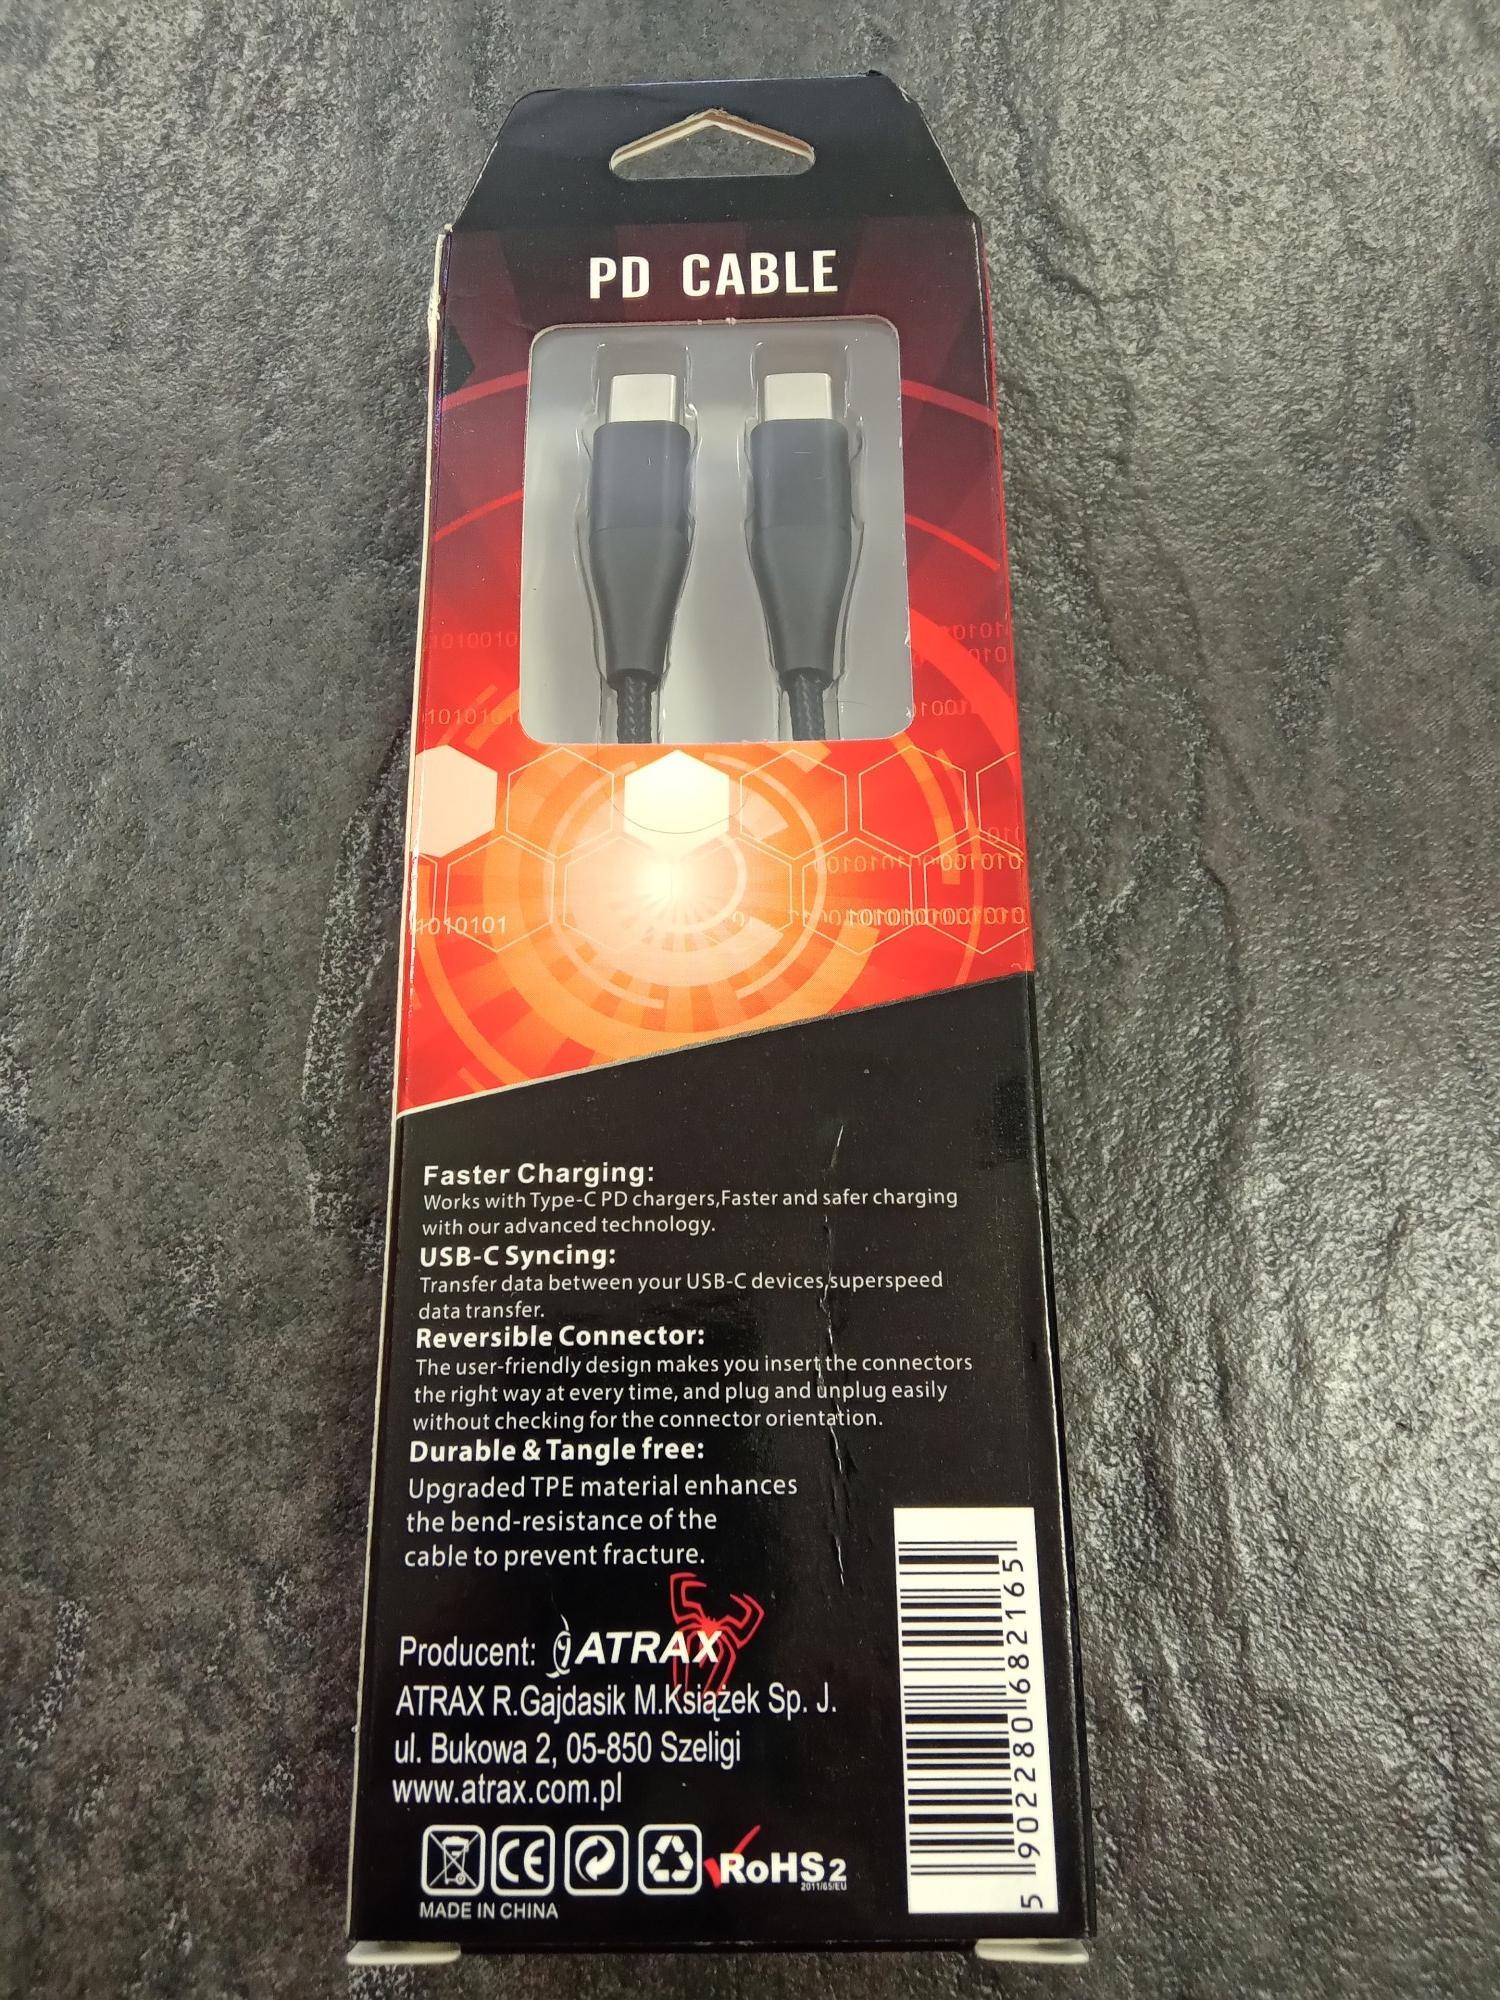 PD CABLE
1010101
Faster Charging:
Works with Type-C PD chargers,Faster and safer charging
with our advanced technology.
USB-C Syncing:
Transfer data between your USB-C devices,superspeed
data transfer.
Reversible Connector:
The user-friendly design makes you insert the connectors
the right way at every time, and plug and unplug easily
without checking for the connector orientation.
Durable & Tangle free:
Upgraded TPE material enhances
the bend-resistance of the
cable to prevent fracture.
Producent: ATRAX
ATRAX R.Gajdasik M.Książek Sp. J.
ul. Bukowa 2, 05-850 Szeligi
www.atrax.com.pl
CE
RoHS2
2011/65/EU
MADE IN CHINA
5 902280 682165